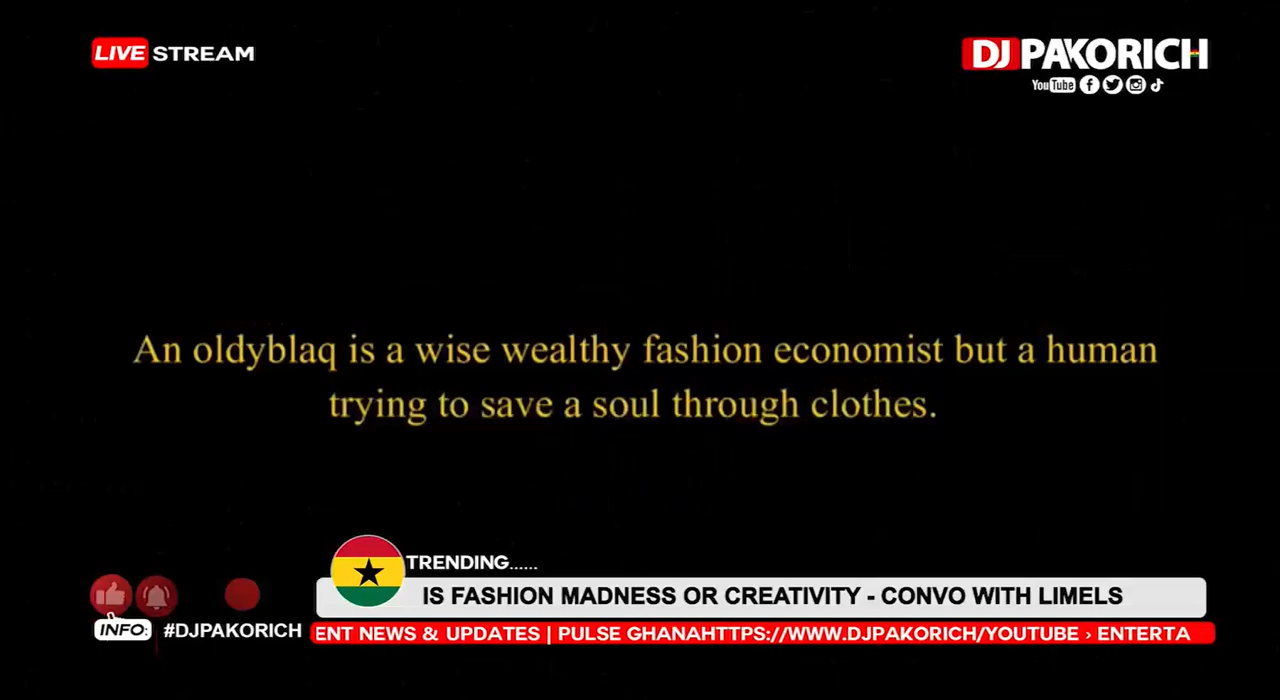 LIVE STREAM
DJ PAKORICH
You Tube
An oldyblaq is a wise wealthy fashion economist but a human
trying to save a soul through clothes.
TRENDING......
IS FASHION MADNESS OR CREATIVITY - CONVO WITH LIMELS
INFO: #DJPAKORICH
ENT NEWS & UPDATES | PULSE GHANAHTTPS://WWW.DJPAKORICH/YOUTUBE › ENTERTA